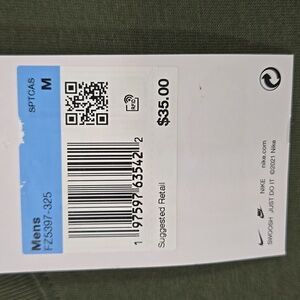 Mens
FZ5397-325
SPTCAS
M
RFID
1 97597 63542 2
Suggested Retail
$35.00
NIKE
SWOOSH JUST DO IT ©2021 Nike
nike.com